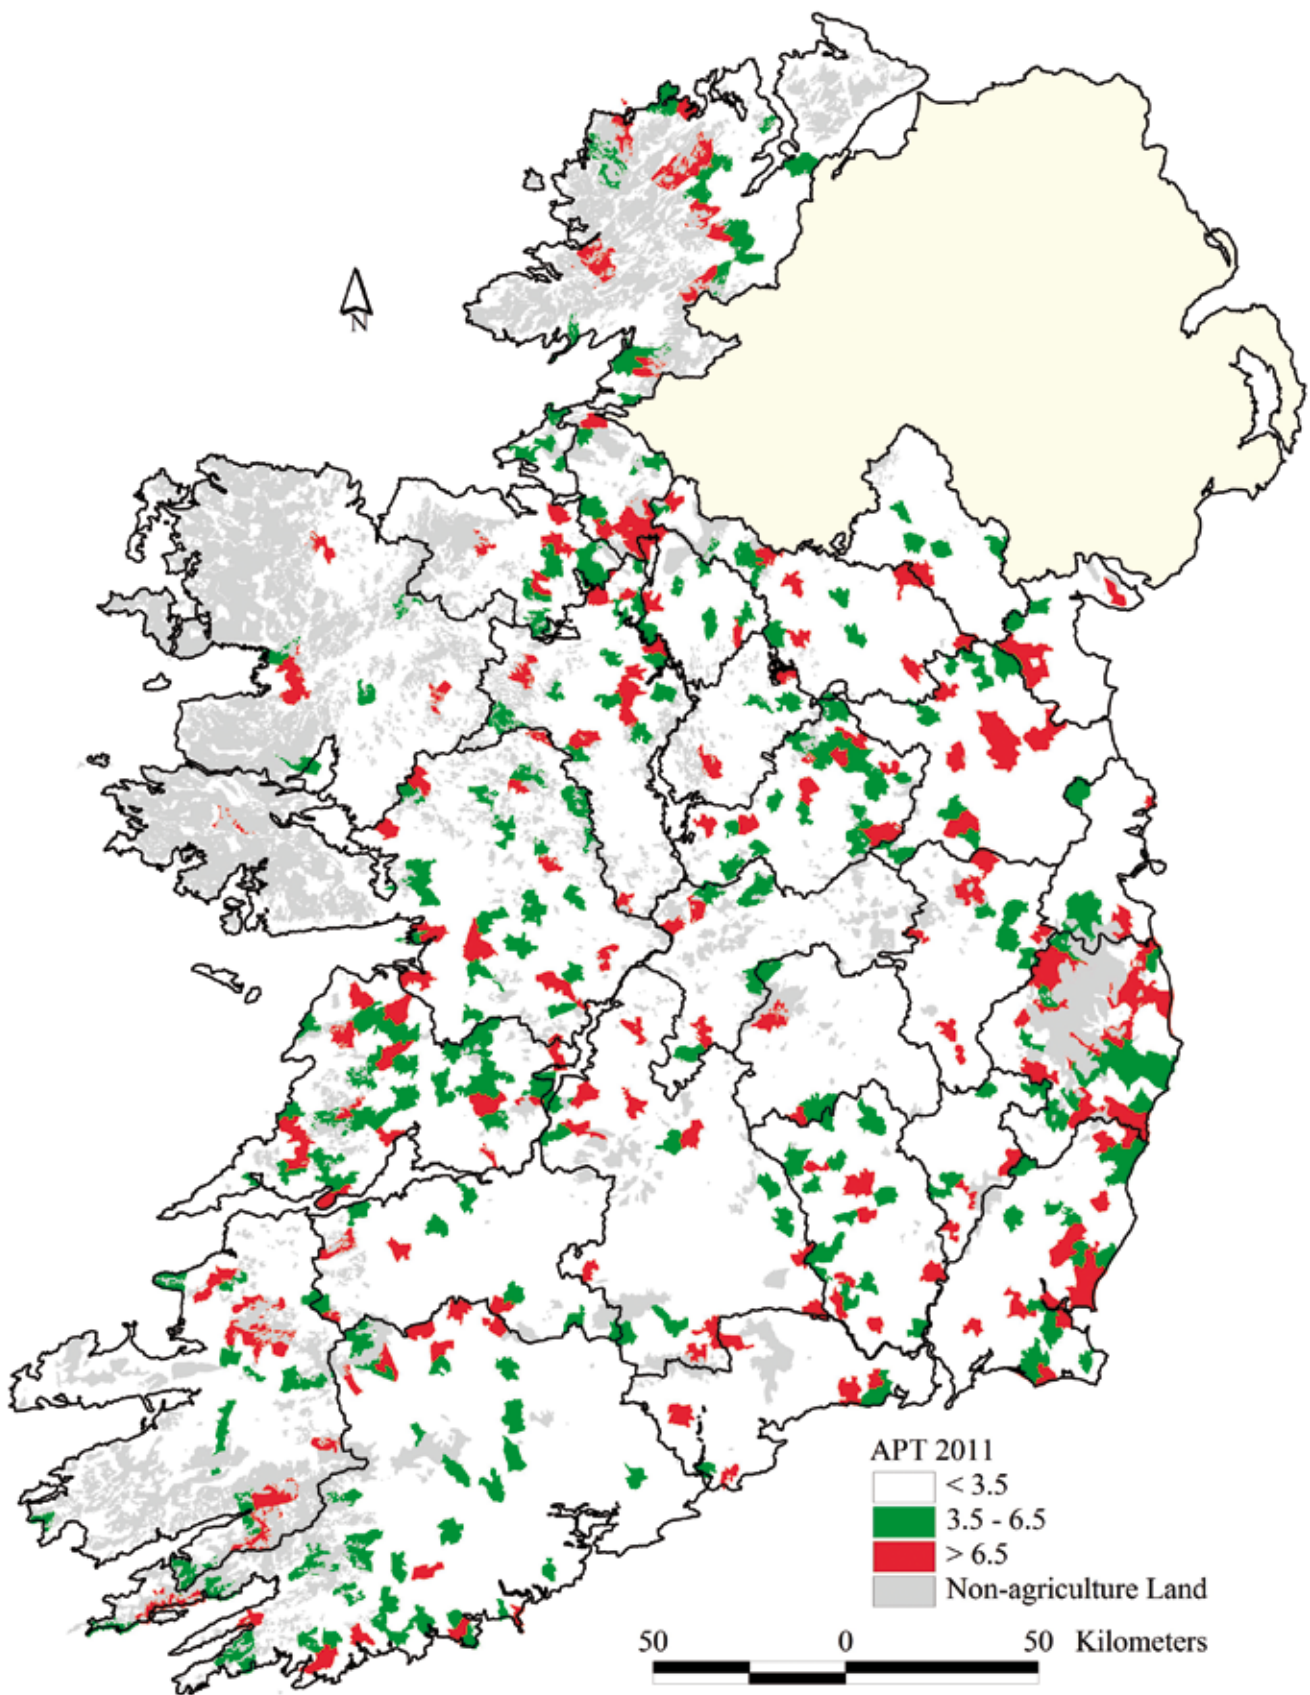 N
APT 2011
< 3.5
3.5 - 6.5
> 6.5
Non-agriculture Land
50 0 50 Kilometers